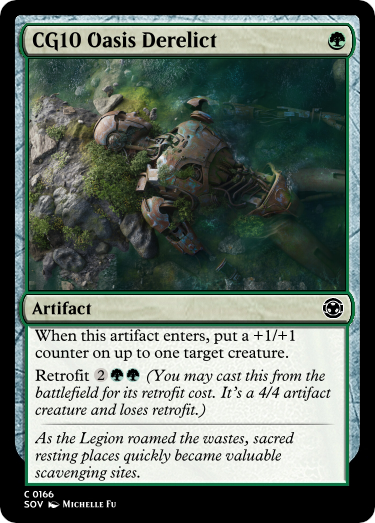 CG10 Oasis Derelict
Artifact
When this artifact enters, put a +1/+1
counter on up to one target creature.
Retrofit 2 (You may cast this from the
battlefield for its retrofit cost. It's a 4/4 artifact
creature and loses retrofit.)
As the Legion roamed the wastes, sacred
resting places quickly became valuable
scavenging sites.
C 0166
SOV Michelle Fu